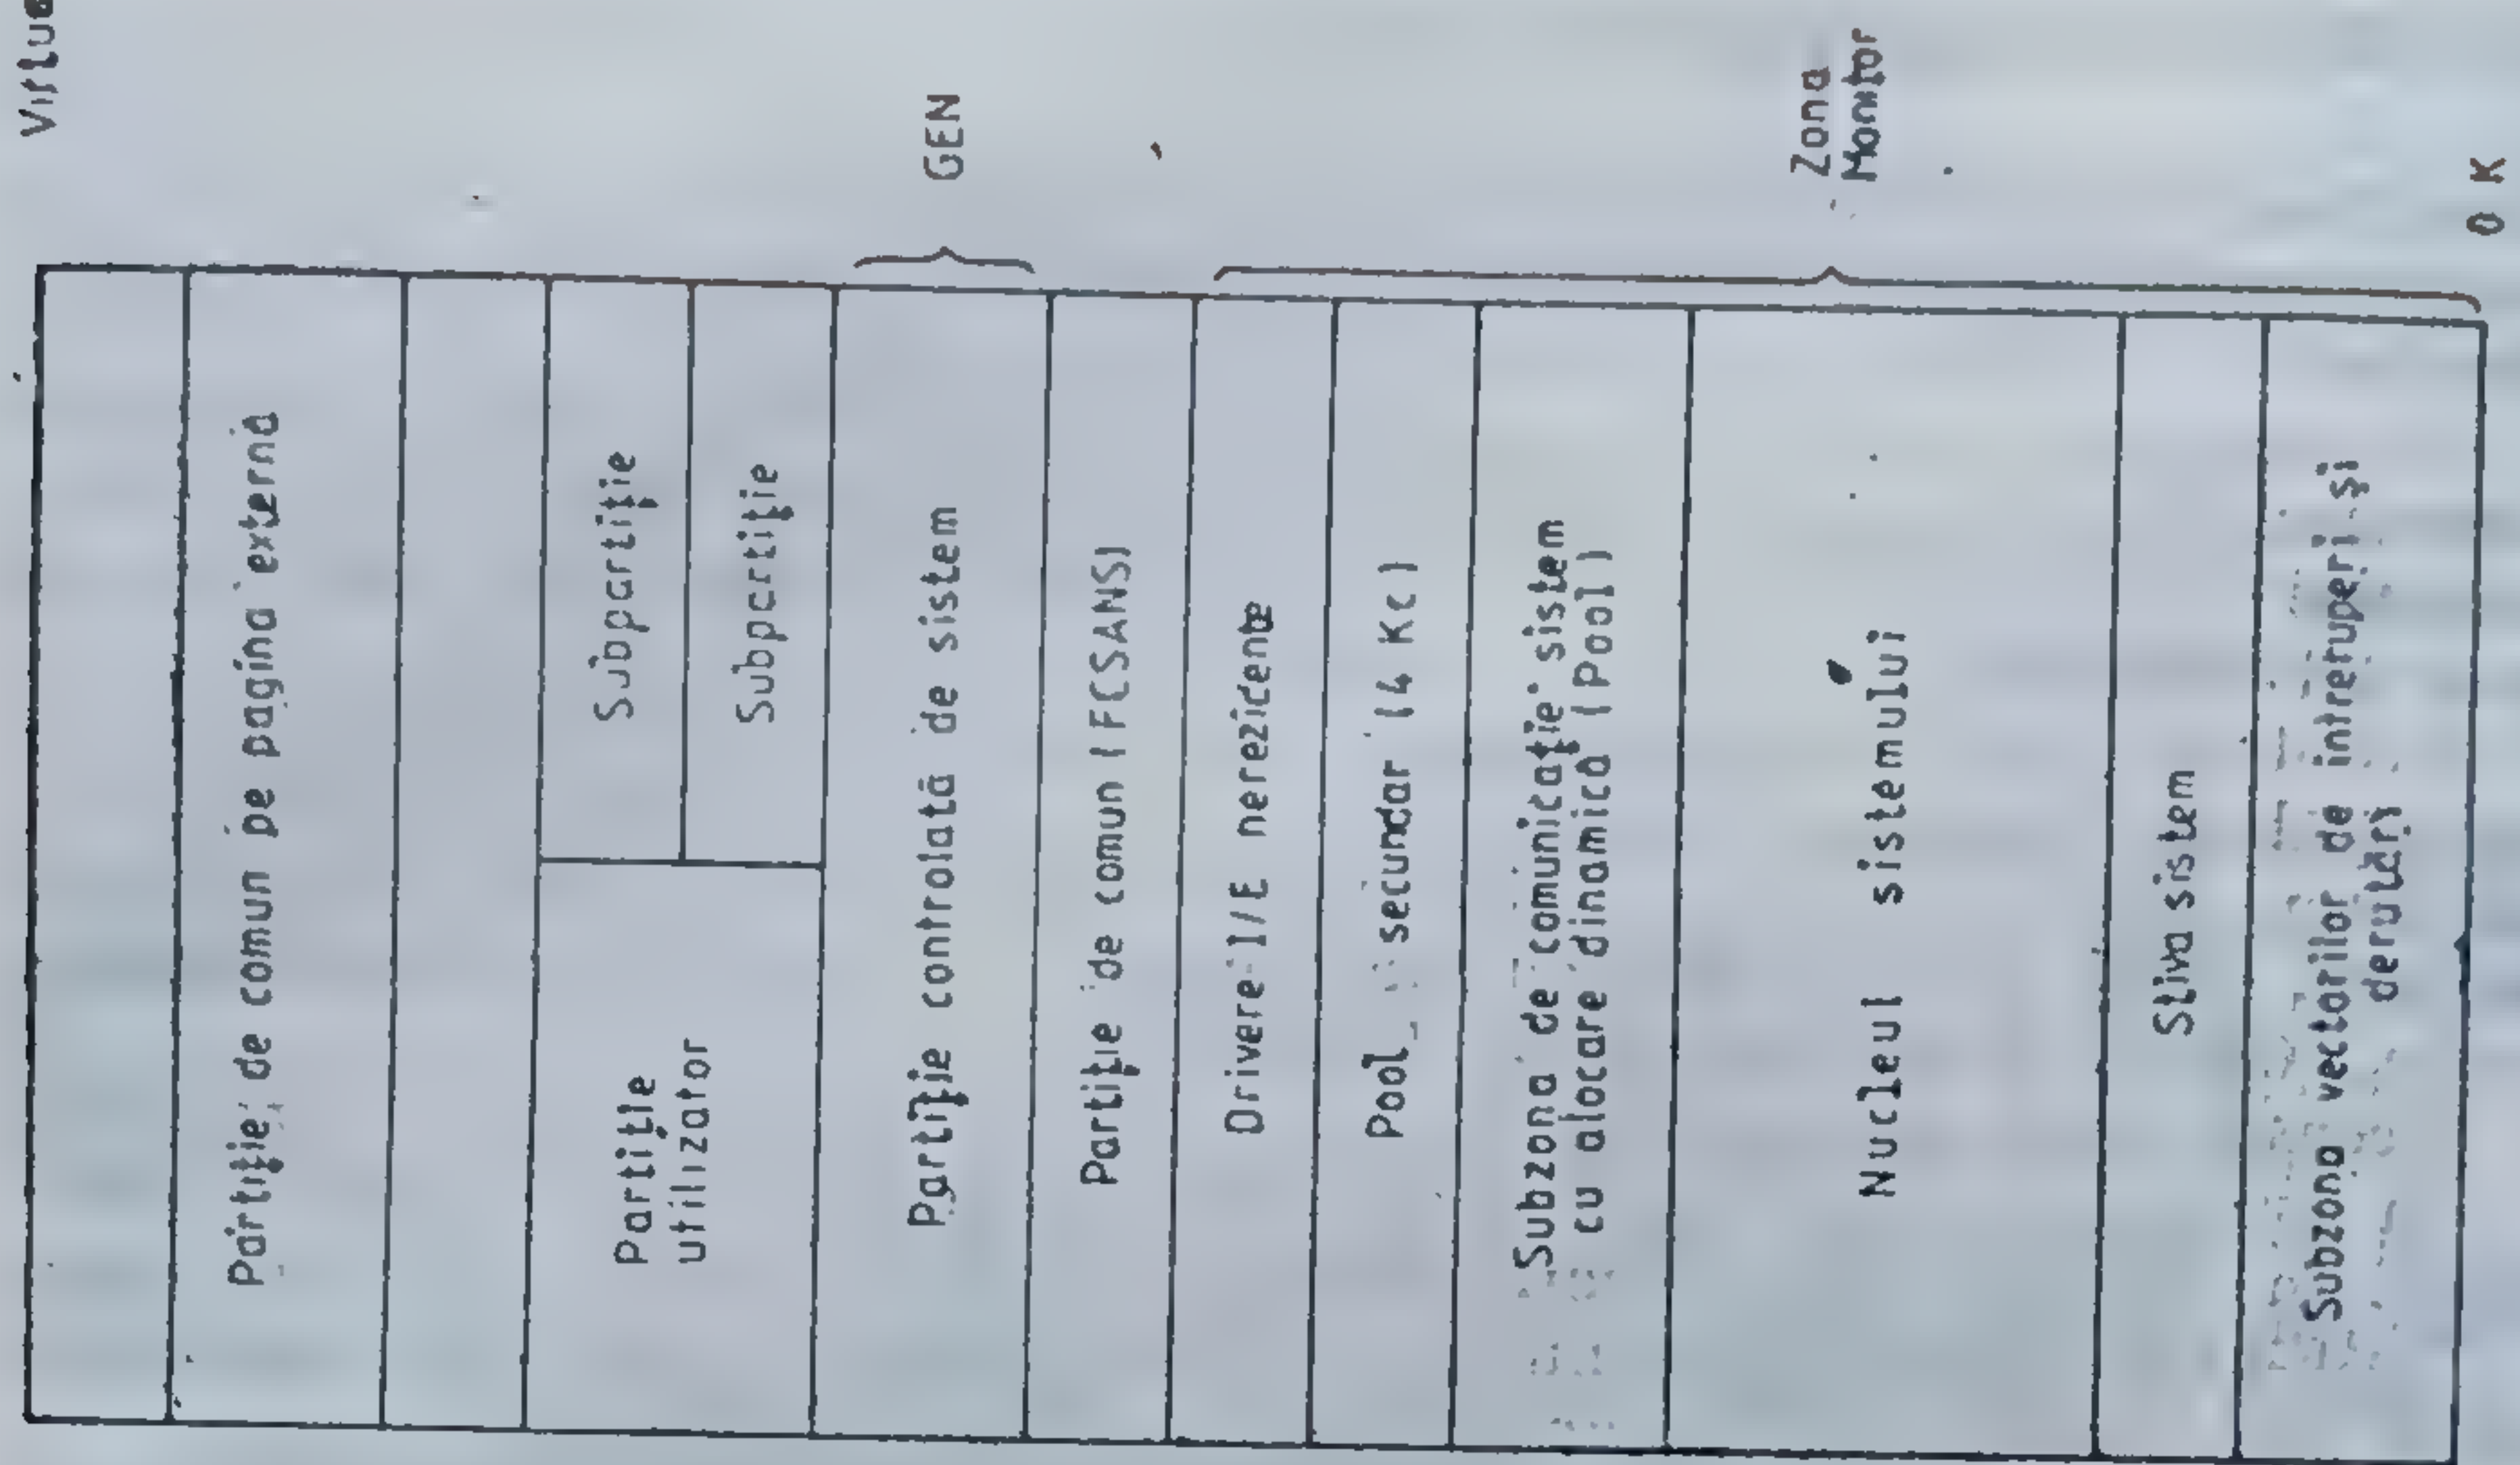 Partiție de comun pe pagina externă
Partiție
utilizator
Subpartiție
Subpartiție
Partiție controlată de sistem
GEN
Partiție de comun (FCSANS)
Drivere I/E nerezidente
Pool secundar (4 Kc)
Subzona de comunicație sistem
cu alocare dinamică (Pool)
Nucleul sistemului
Zona
Monitor
Stiva sistem
Subzona vectorilor de intreruperi și
derutări
0 K